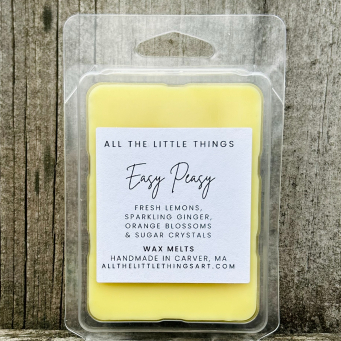 ALL THE LITTLE THINGS
Easy Peasy
FRESH LEMONS,
SPARKLING GINGER,
ORANGE BLOSSOMS
& SUGAR CRYSTALS
WAX MELTS
HANDMADE IN CARVER, MA
ALLTHELITTLETHINGSART.COM